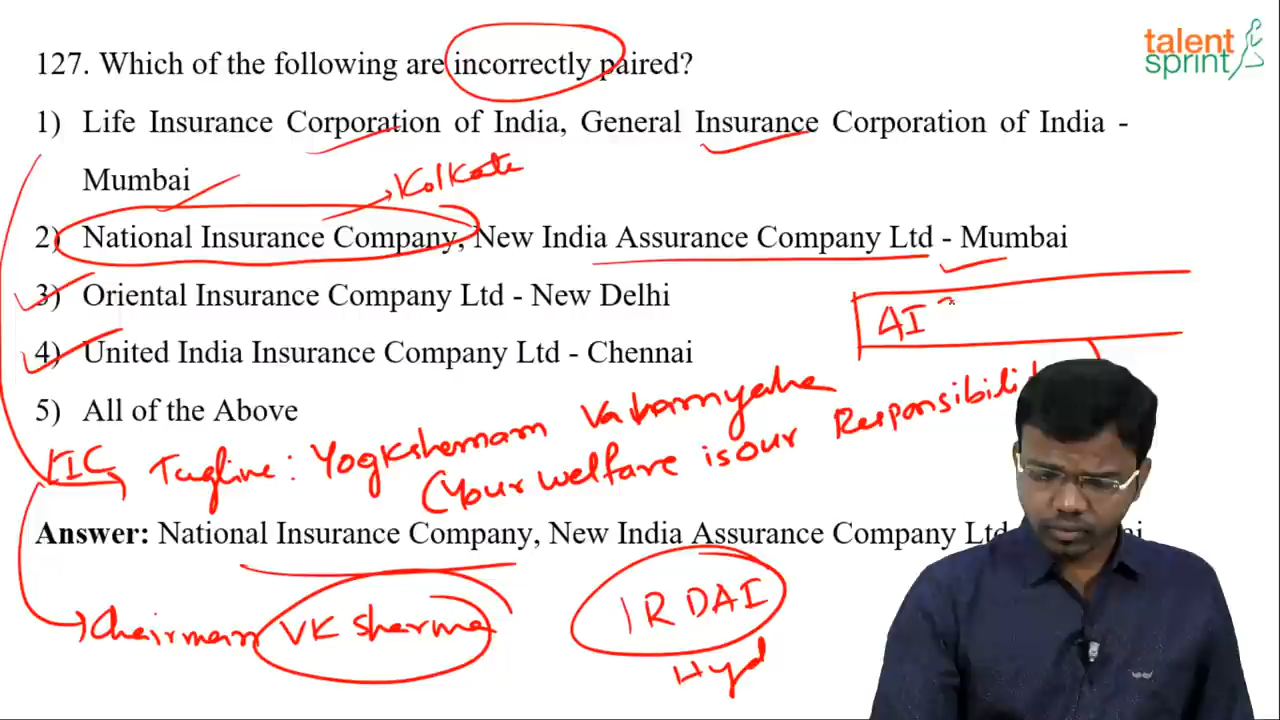 talent
sprint
127. Which of the following are incorrectly paired?
1) Life Insurance Corporation of India, General Insurance Corporation of India -
Mumbai
Kolkate
2) National Insurance Company, New India Assurance Company Ltd - Mumbai
3) Oriental Insurance Company Ltd - New Delhi
4I
4) United India Insurance Company Ltd - Chennai
5) All of the Above
LIC Tagline: Yogkshemam Vahamyaha
(Your welfare is our Responsibili
Answer: National Insurance Company, New India Assurance Company Ltd
Chairman VK Sharma
IRDAI
Hyd